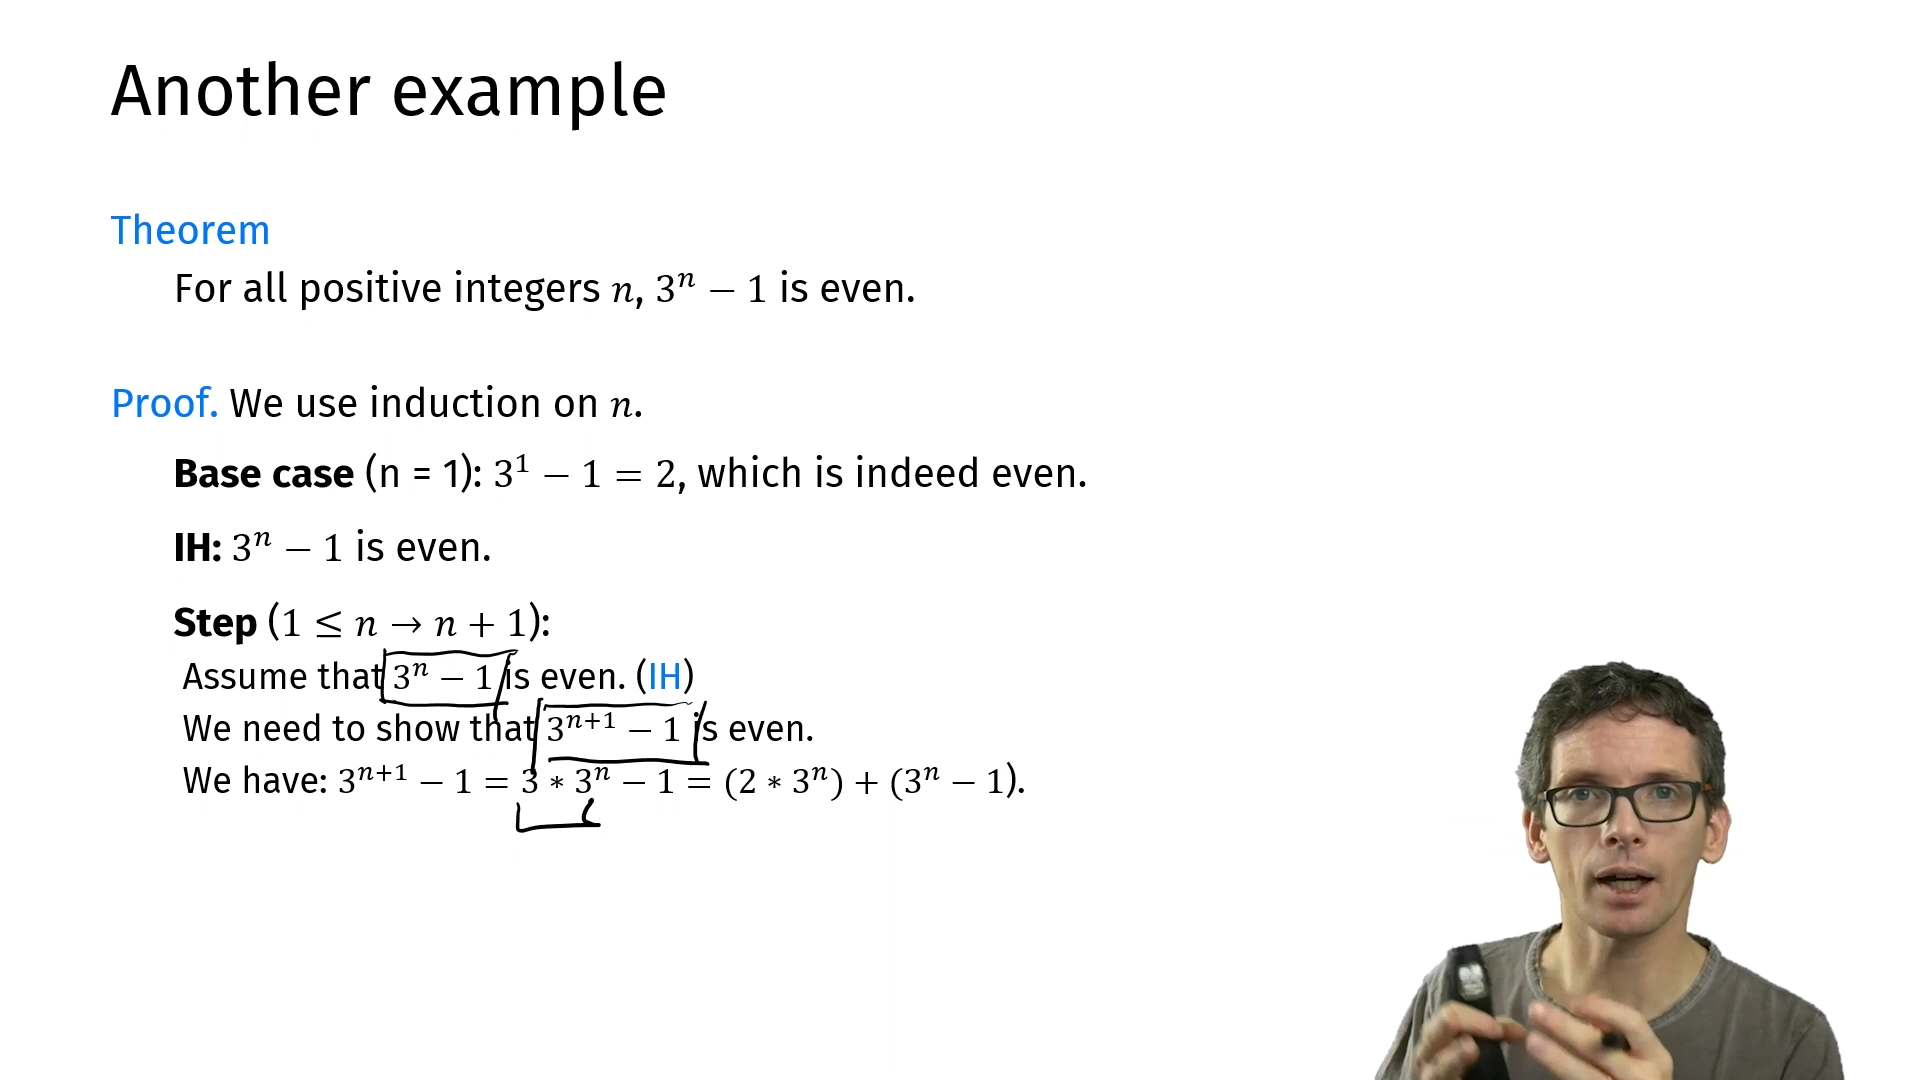 Another example
Theorem
For all positive integers n, 3ⁿ − 1 is even.
Proof. We use induction on n.
Base case (n = 1): 3¹ − 1 = 2, which is indeed even.
IH: 3ⁿ − 1 is even.
Step (1 ≤ n → n + 1):
Assume that 3ⁿ − 1 is even. (IH)
We need to show that 3ⁿ⁺¹ − 1 is even.
We have: 3ⁿ⁺¹ − 1 = 3 ∗ 3ⁿ − 1 = (2 ∗ 3ⁿ) + (3ⁿ − 1).